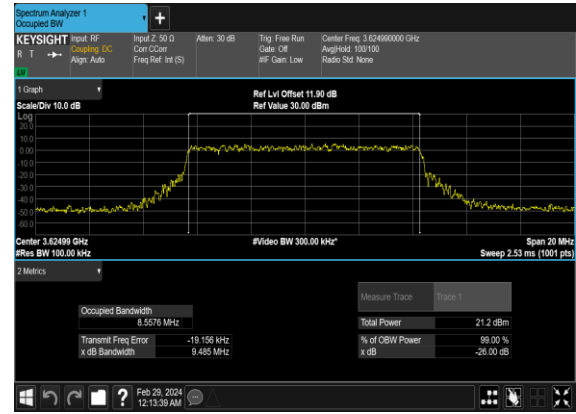 Spectrum Analyzer 1
Occupied BW
+
KEYSIGHT Input: RF Input Z: 50 Ω Atten: 30 dB Trig: Free Run Center Freq: 3.624990000 GHz
R T Coupling: DC Corr CCorr Gate: Off Avg|Hold: 100/100
Align: Auto Freq Ref: Int (S) #IF Gain: Low Radio Std: None
LW
1 Graph
Ref Lvl Offset 11.90 dB
Scale/Div 10.0 dB Ref Value 30.00 dBm
Log
20.0
10.0
0.00
-10.0
-20.0
-30.0
-40.0
-50.0
-60.0
Center 3.62499 GHz #Video BW 300.00 kHz* Span 20 MHz
#Res BW 100.00 kHz Sweep 2.53 ms (1001 pts)
2 Metrics
Measure Trace Trace 1
Occupied Bandwidth
8.5576 MHz Total Power 21.2 dBm
Transmit Freq Error -19.156 kHz % of OBW Power 99.00 %
x dB Bandwidth 9.485 MHz x dB -26.00 dB
? Feb 29, 2024
12:13:39 AM